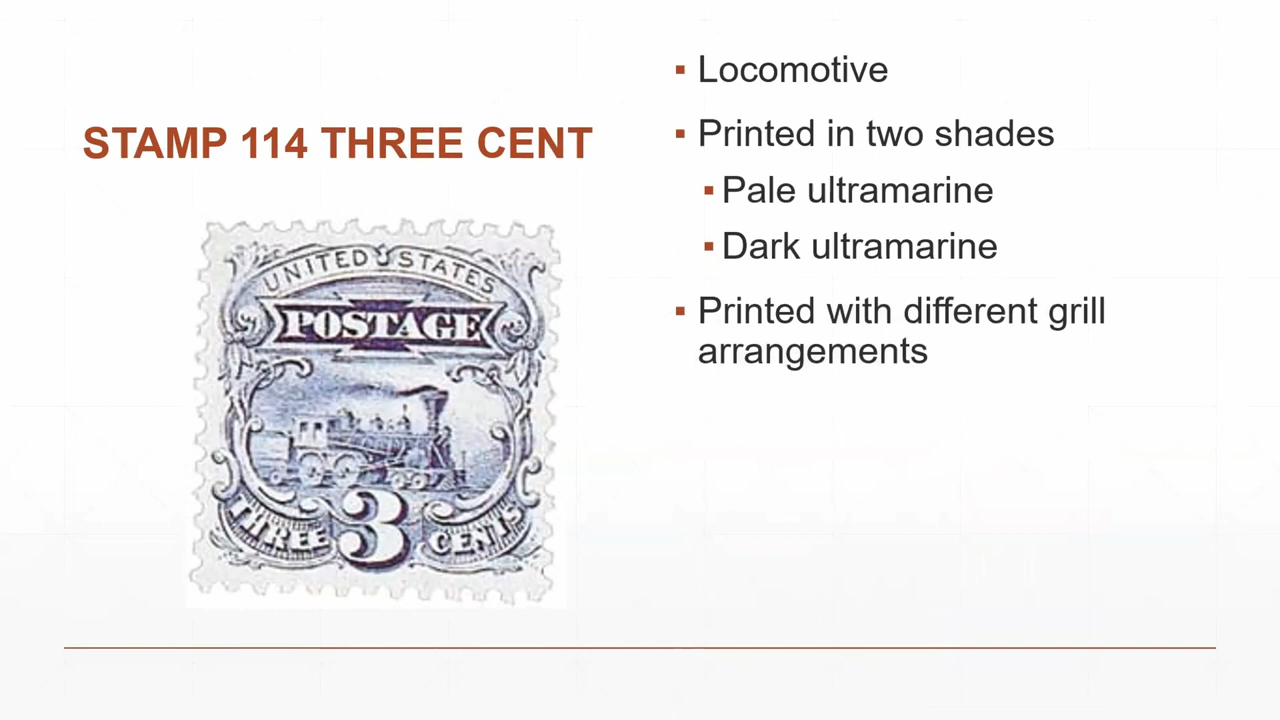 STAMP 114 THREE CENT
UNITED STATES
POSTAGE
3
THREE CENTS
▪ Locomotive
▪ Printed in two shades
▪ Pale ultramarine
▪ Dark ultramarine
▪ Printed with different grill
arrangements